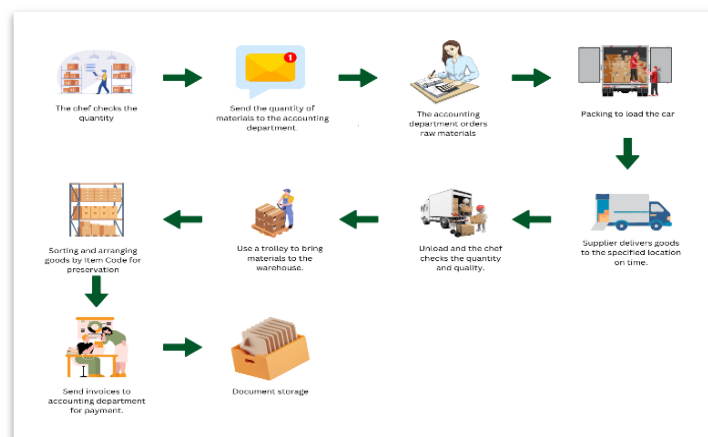 1
The chef checks the
quantity
Send the quantity of
materials to the accounting
department.
The accounting
department orders
raw materials
Packing to load the car
Sorting and arranging
goods by Item Code for
preservation
Use a trolley to bring
materials to the
warehouse.
Unload and the chef
checks the quantity
and quality.
Supplier delivers goods
to the specified location
on time.
Send invoices to
accounting department
for payment.
Document storage